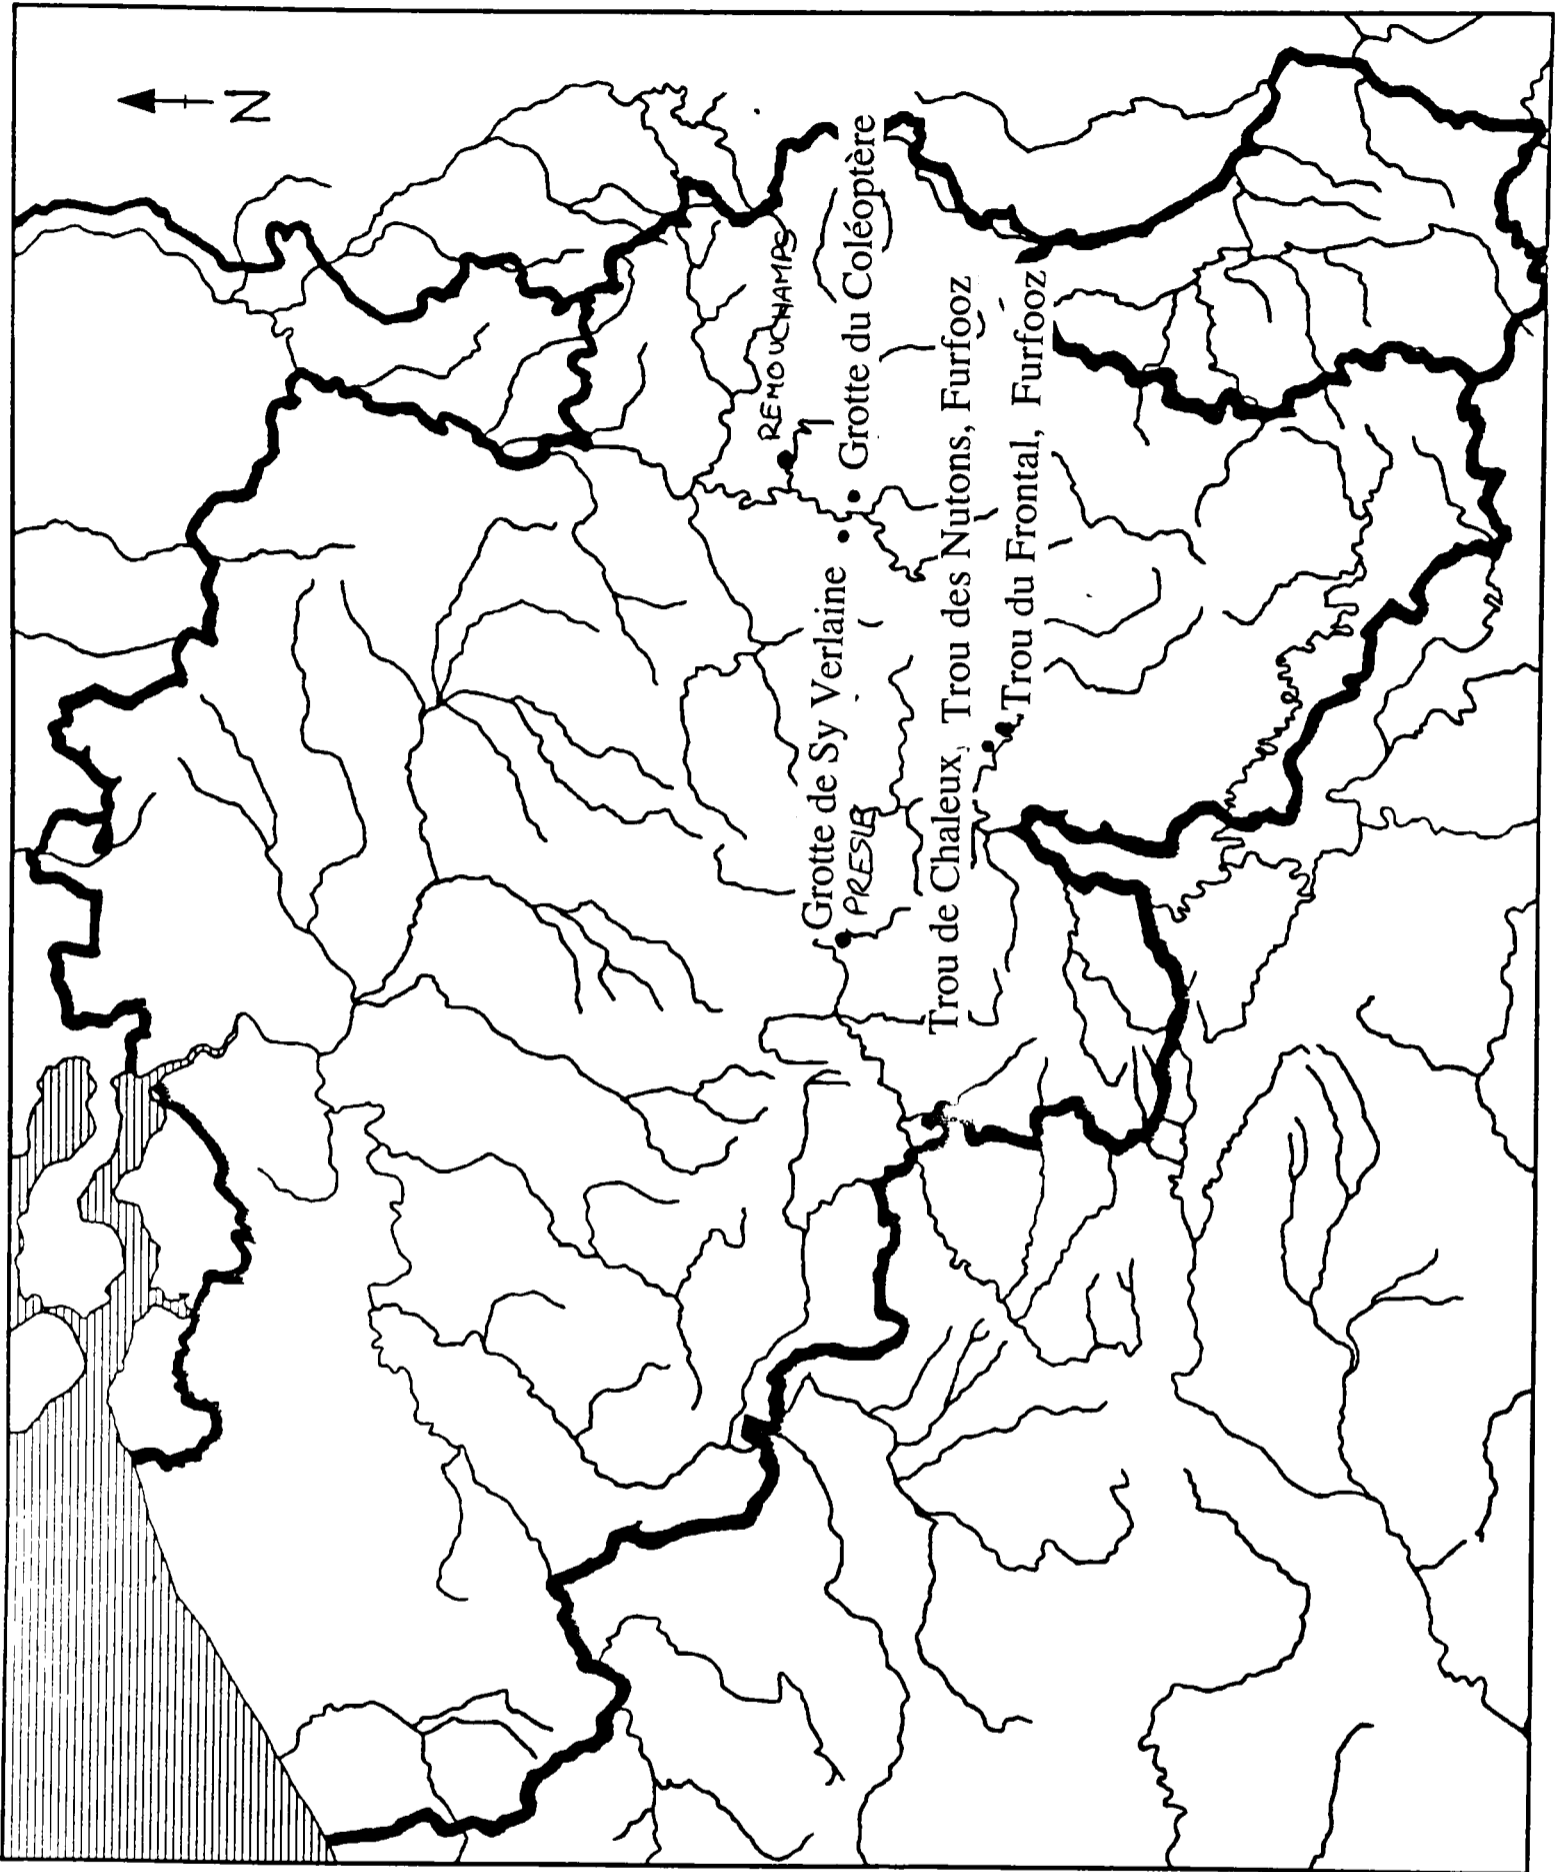 N
REMOUCHAMPS
Grotte du Coléoptère
Grotte de Sy Verlaine
PRESLE
Trou de Chaleux, Trou des Nutons, Furfooz
Trou du Frontal, Furfooz